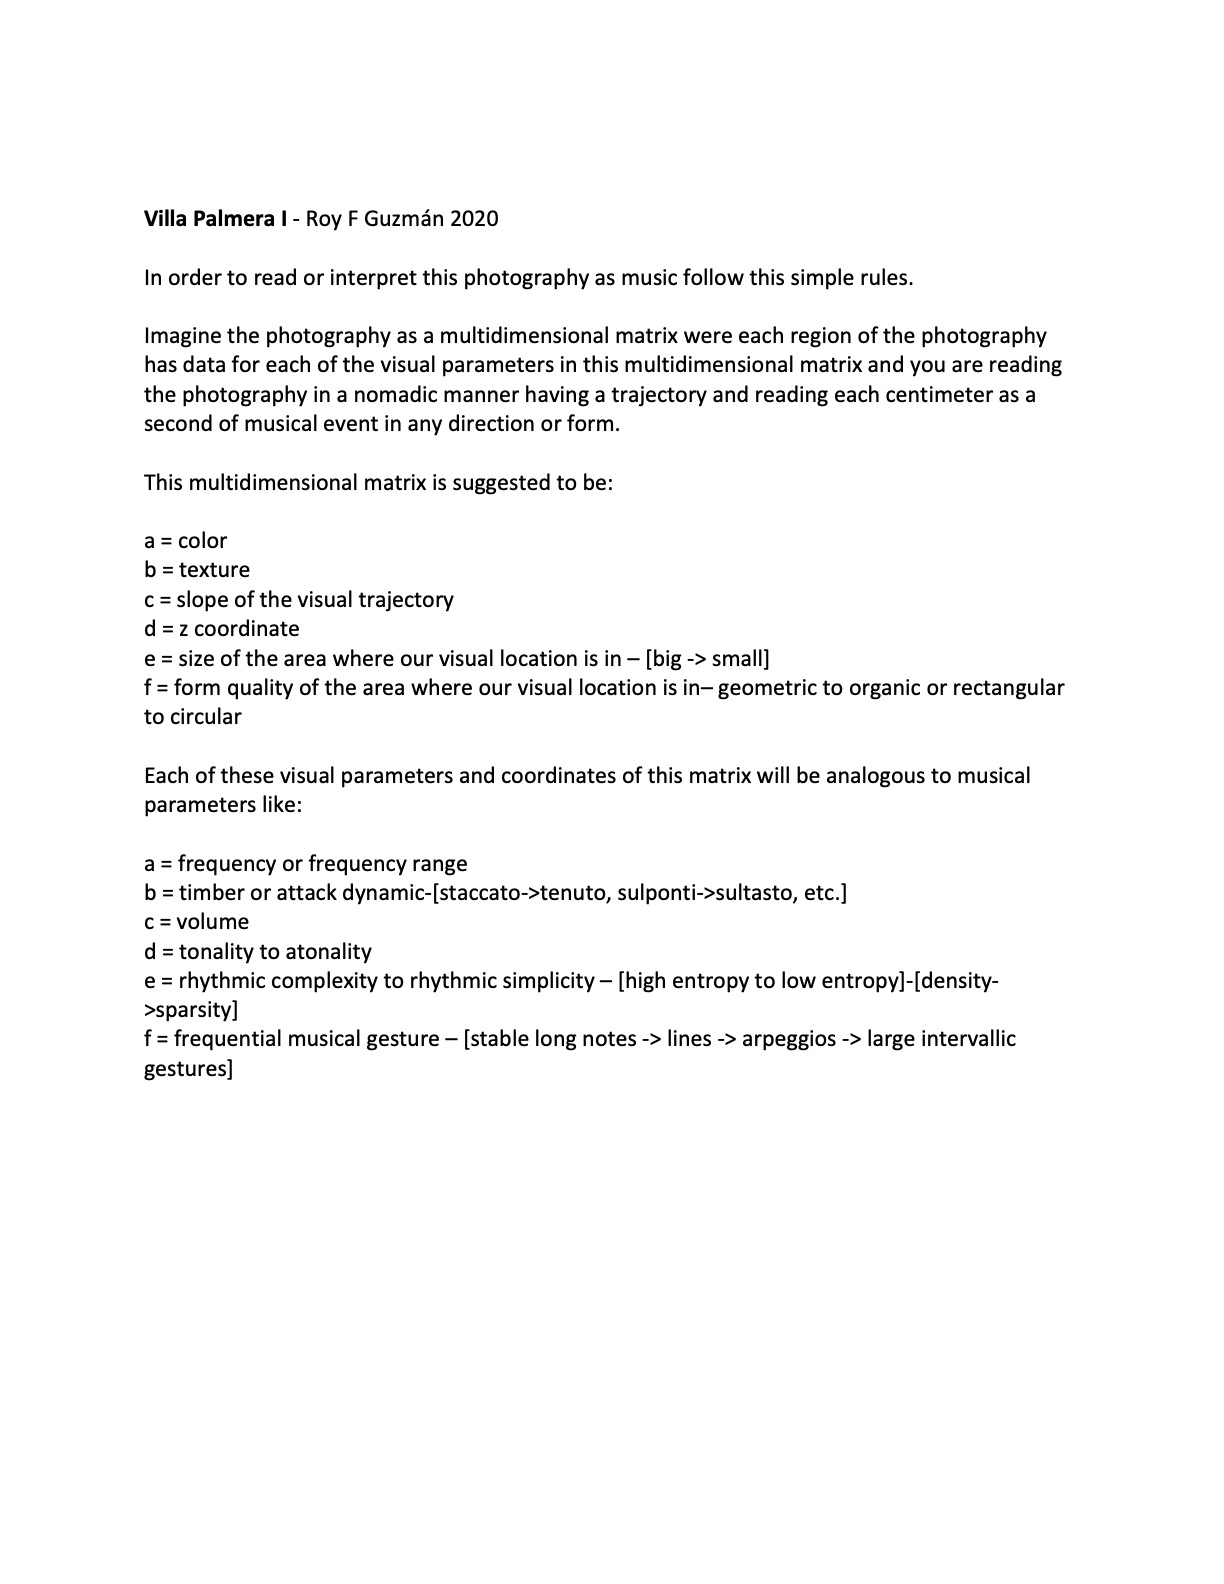 Villa Palmera I - Roy F Guzmán 2020
In order to read or interpret this photography as music follow this simple rules.
Imagine the photography as a multidimensional matrix were each region of the photography
has data for each of the visual parameters in this multidimensional matrix and you are reading
the photography in a nomadic manner having a trajectory and reading each centimeter as a
second of musical event in any direction or form.
This multidimensional matrix is suggested to be:
a = color
b = texture
c = slope of the visual trajectory
d = z coordinate
e = size of the area where our visual location is in – [big -> small]
f = form quality of the area where our visual location is in– geometric to organic or rectangular
to circular
Each of these visual parameters and coordinates of this matrix will be analogous to musical
parameters like:
a = frequency or frequency range
b = timber or attack dynamic-[staccato->tenuto, sulponti->sultasto, etc.]
c = volume
d = tonality to atonality
e = rhythmic complexity to rhythmic simplicity – [high entropy to low entropy]-[density-
>sparsity]
f = frequential musical gesture – [stable long notes -> lines -> arpeggios -> large intervallic
gestures]